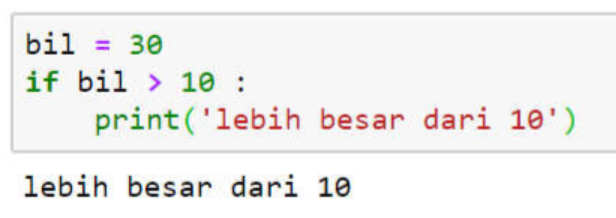 bil = 30
if bil > 10 :
    print('lebih besar dari 10')
lebih besar dari 10